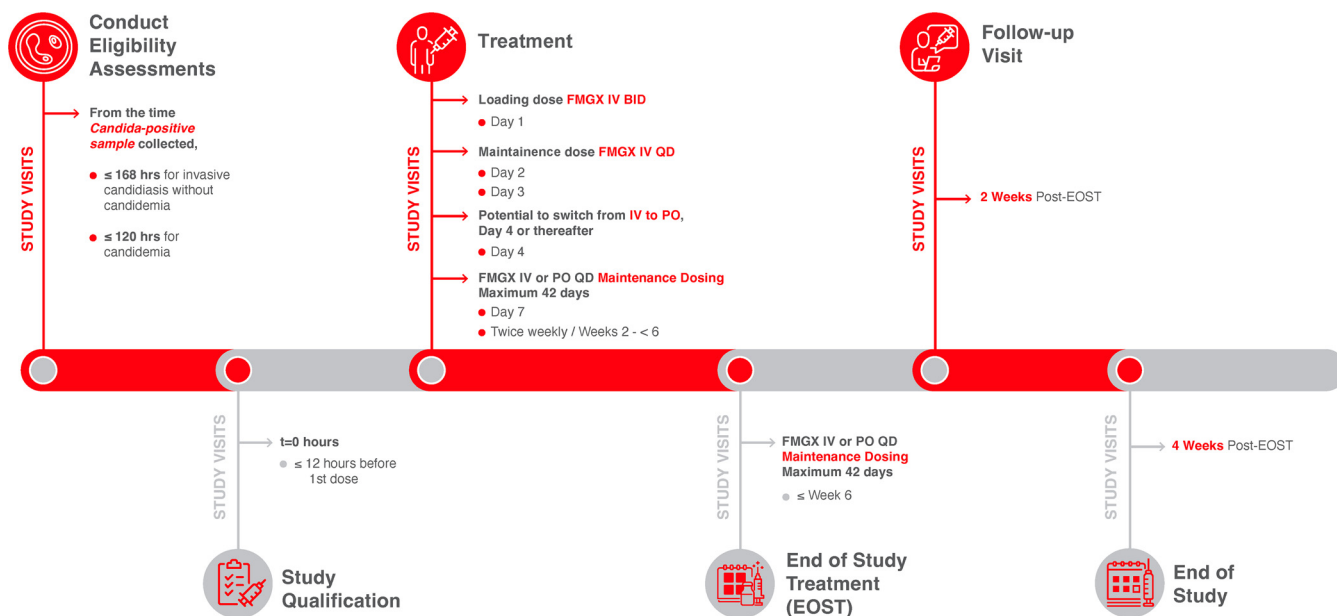 Conduct
Eligibility
Assessments
STUDY VISITS
From the time
Candida-positive
sample collected,
≤ 168 hrs for invasive
candidiasis without
candidemia
≤ 120 hrs for
candidemia
STUDY VISITS
t=0 hours
≤ 12 hours before
1st dose
Study
Qualification
Treatment
STUDY VISITS
Loading dose FMGX IV BID
Day 1
Maintainence dose FMGX IV QD
Day 2
Day 3
Potential to switch from IV to PO,
Day 4 or thereafter
Day 4
FMGX IV or PO QD Maintenance Dosing
Maximum 42 days
Day 7
Twice weekly / Weeks 2 - < 6
STUDY VISITS
FMGX IV or PO QD
Maintenance Dosing
Maximum 42 days
≤ Week 6
End of Study
Treatment
(EOST)
Follow-up
Visit
STUDY VISITS
2 Weeks Post-EOST
STUDY VISITS
4 Weeks Post-EOST
End of
Study